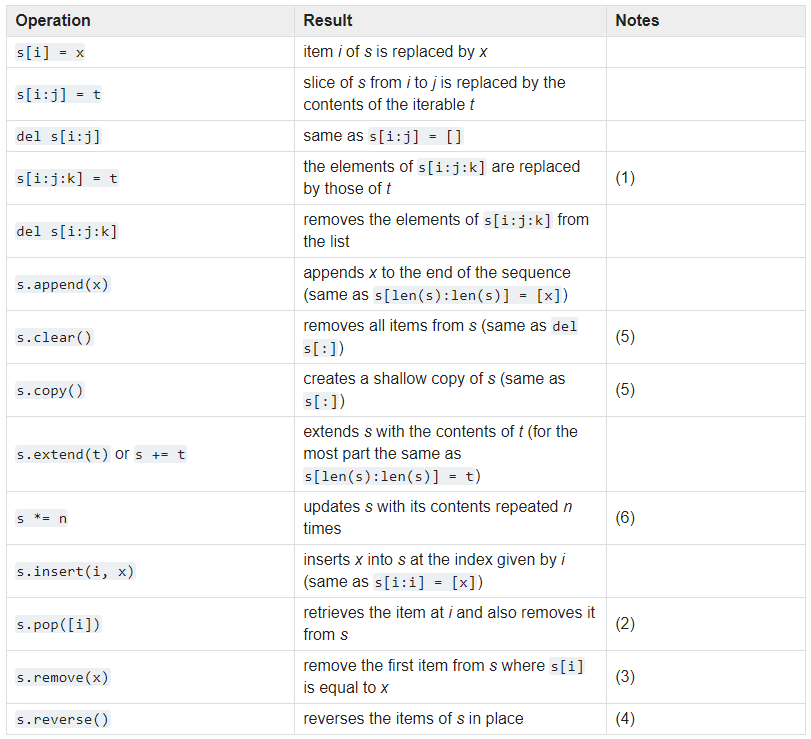 Operation Result Notes
s[i] = x item i of s is replaced by x
s[i:j] = t slice of s from i to j is replaced by the
contents of the iterable t
del s[i:j] same as s[i:j] = []
s[i:j:k] = t the elements of s[i:j:k] are replaced
by those of t (1)
del s[i:j:k] removes the elements of s[i:j:k] from
the list
s.append(x) appends x to the end of the sequence
(same as s[len(s):len(s)] = [x])
s.clear() removes all items from s (same as del
s[:]) (5)
s.copy() creates a shallow copy of s (same as
s[:]) (5)
s.extend(t) or s += t extends s with the contents of t (for the
most part the same as
s[len(s):len(s)] = t)
s *= n updates s with its contents repeated n
times (6)
s.insert(i, x) inserts x into s at the index given by i
(same as s[i:i] = [x])
s.pop([i]) retrieves the item at i and also removes it
from s (2)
s.remove(x) remove the first item from s where s[i]
is equal to x (3)
s.reverse() reverses the items of s in place (4)